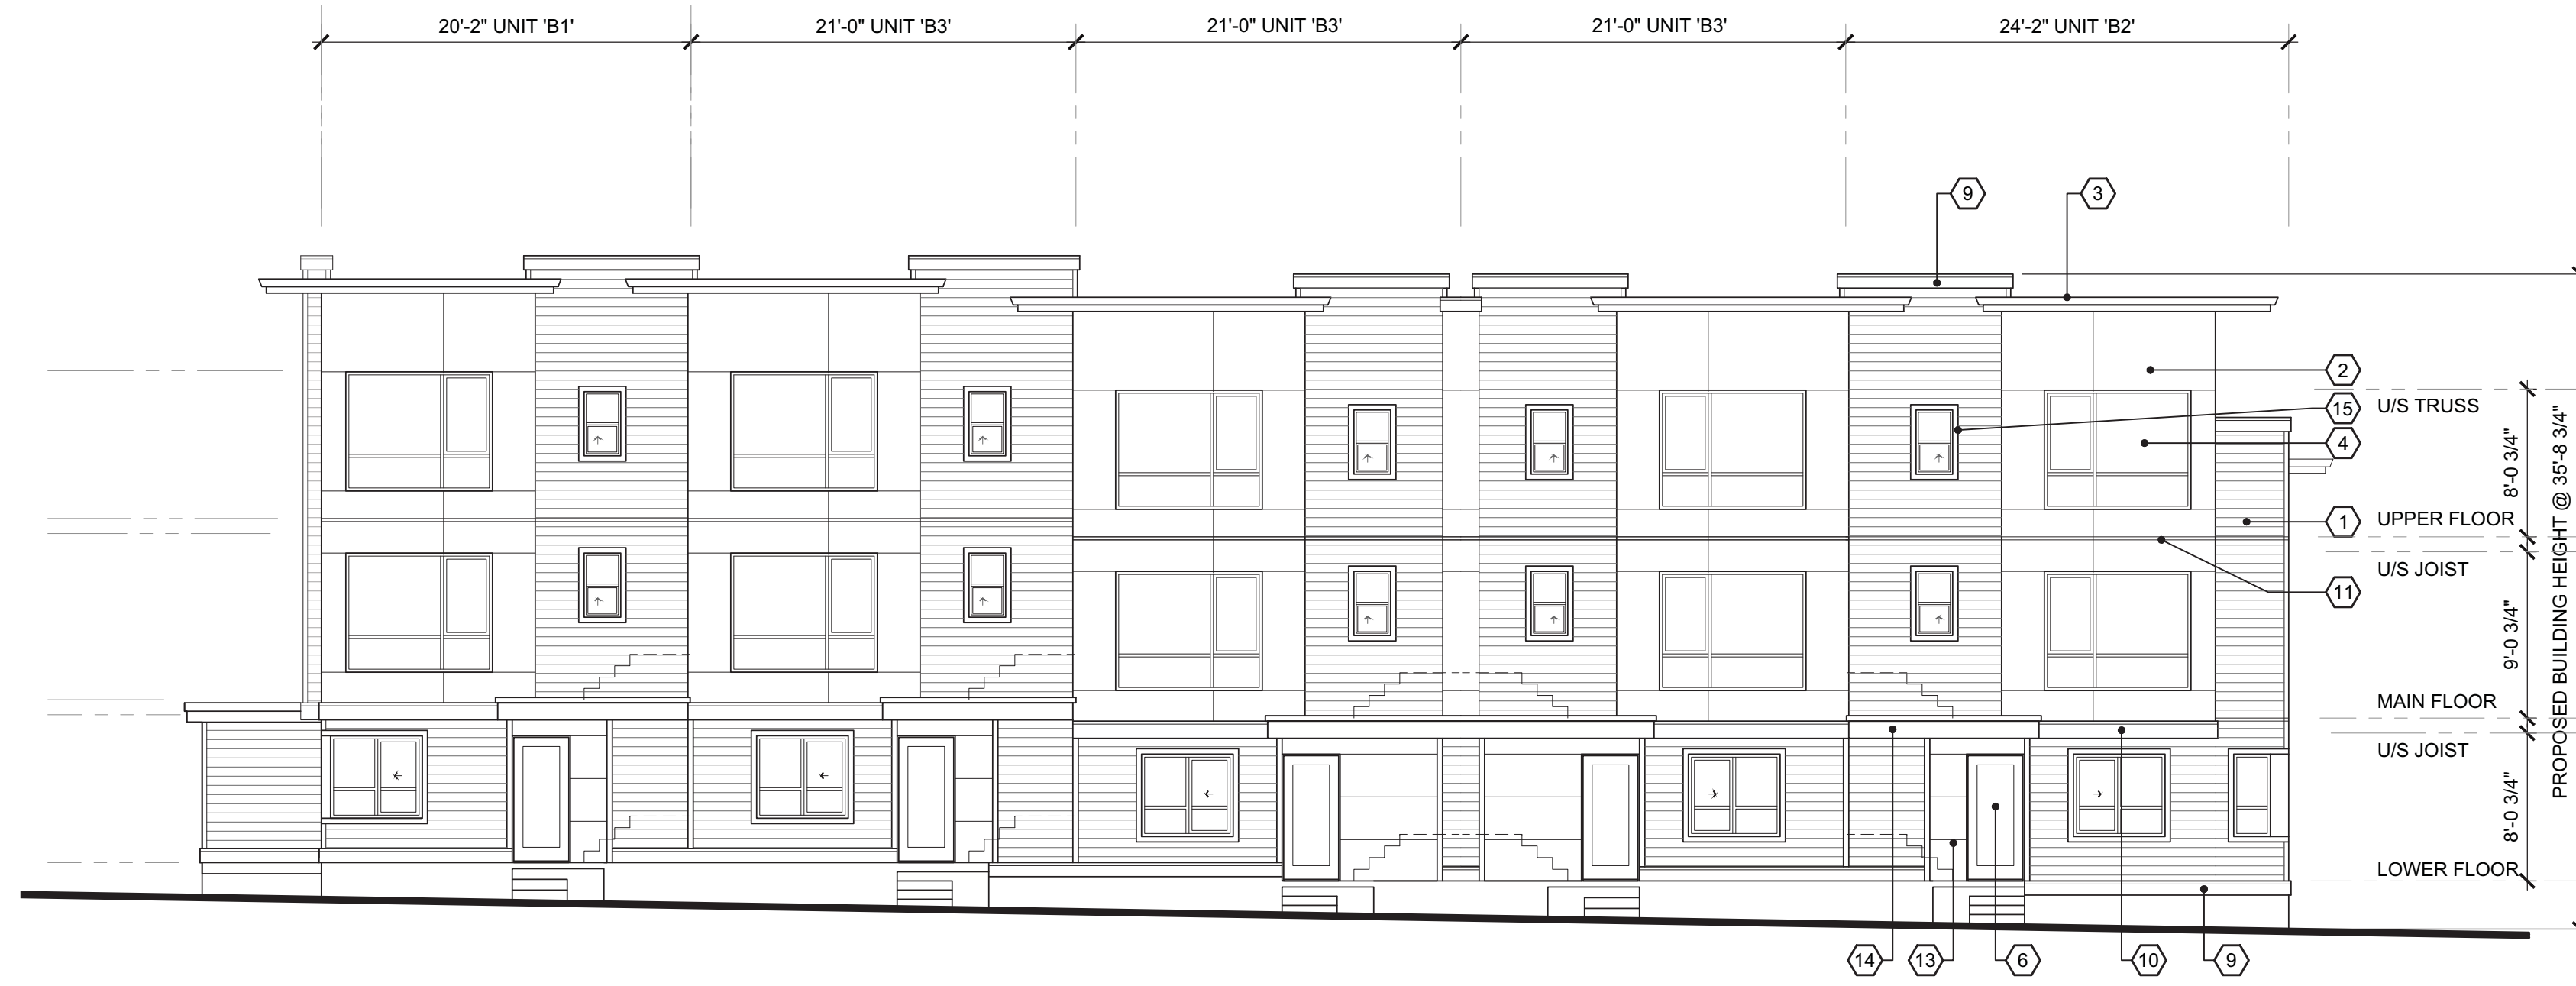 20'-2" UNIT 'B1'
21'-0" UNIT 'B3'
21'-0" UNIT 'B3'
21'-0" UNIT 'B3'
24'-2" UNIT 'B2'
9
3
2
15
U/S TRUSS
4
8'-0 3/4"
1
UPPER FLOOR
U/S JOIST
11
9'-0 3/4"
MAIN FLOOR
U/S JOIST
8'-0 3/4"
LOWER FLOOR
PROPOSED BUILDING HEIGHT @ 35'-8 3/4"
14
13
6
10
9